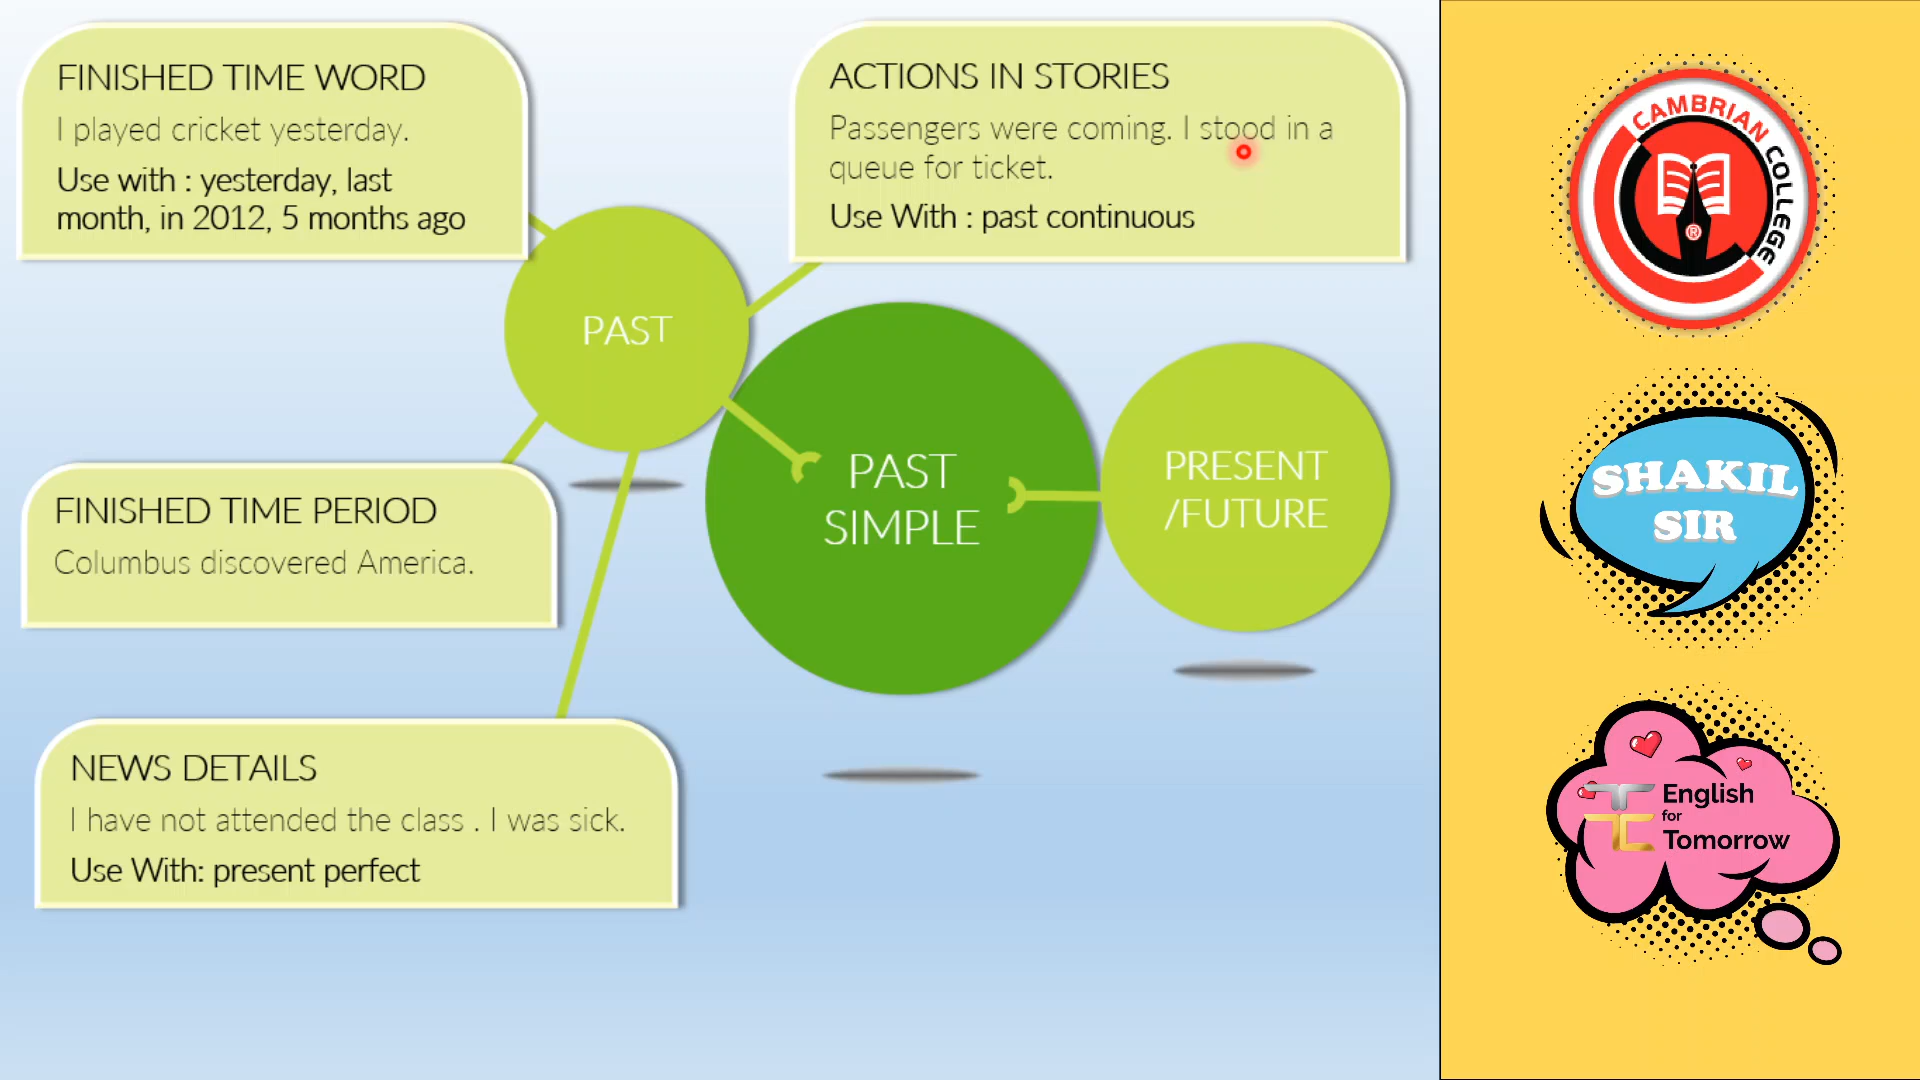 FINISHED TIME WORD
I played cricket yesterday.
Use with : yesterday, last
month, in 2012, 5 months ago
ACTIONS IN STORIES
Passengers were coming. I stood in a
queue for ticket.
Use With : past continuous
PAST
PAST
SIMPLE
PRESENT
/FUTURE
FINISHED TIME PERIOD
Columbus discovered America.
NEWS DETAILS
I have not attended the class . I was sick.
Use With: present perfect
CAMBRIAN COLLEGE
®
SHAKIL
SIR
English
for
Tomorrow